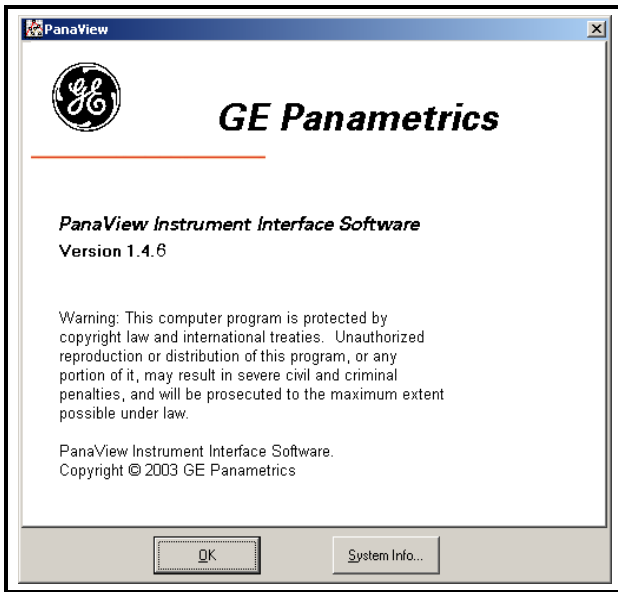 PanaView
GE
GE Panametrics
PanaView Instrument Interface Software
Version 1.4.6
Warning: This computer program is protected by
copyright law and international treaties. Unauthorized
reproduction or distribution of this program, or any
portion of it, may result in severe civil and criminal
penalties, and will be prosecuted to the maximum extent
possible under law.
PanaView Instrument Interface Software.
Copyright © 2003 GE Panametrics
OK
System Info...